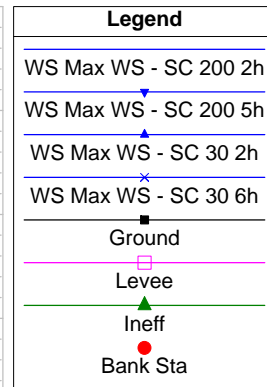 Legend
WS Max WS - SC 200 2h
WS Max WS - SC 200 5h
WS Max WS - SC 30 2h
WS Max WS - SC 30 6h
Ground
Levee
Ineff
Bank Sta